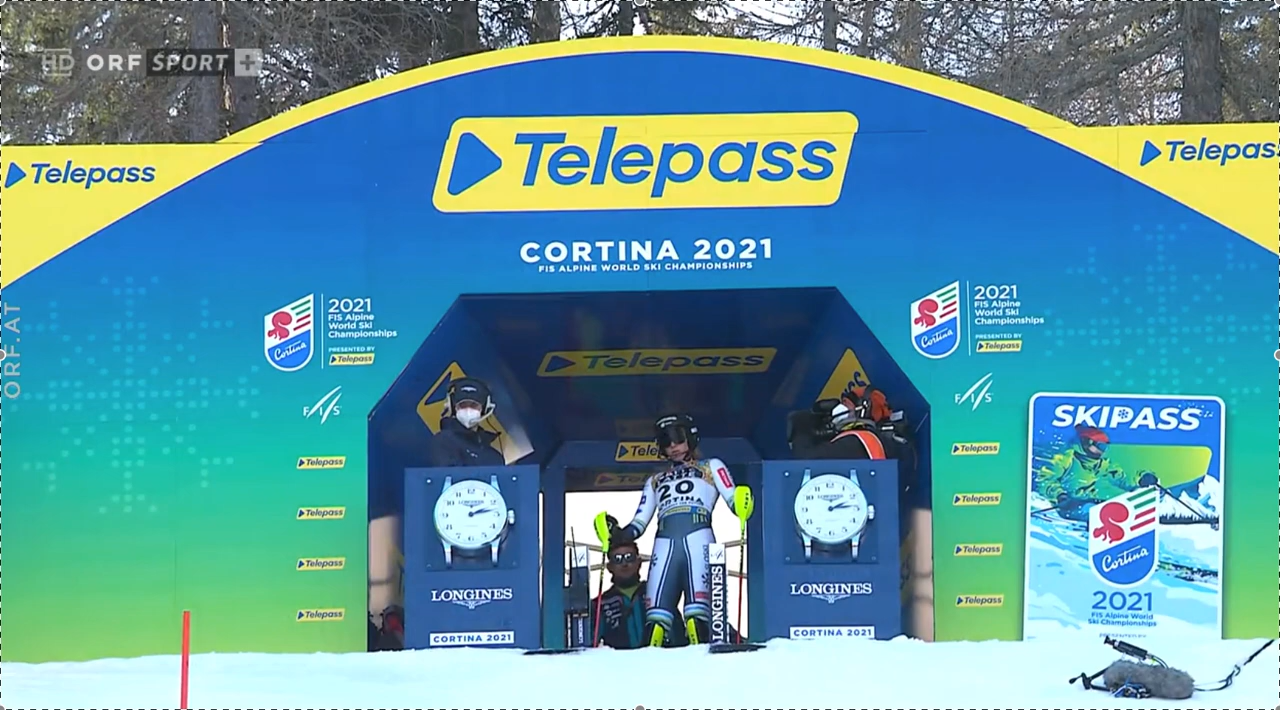 HD ORF SPORT +
Telepass
Telepass
Telepass
CORTINA 2021
FIS ALPINE WORLD SKI CHAMPIONSHIPS
ORF.AT
2021
FIS Alpine
World Ski
Championships
PRESENTED BY
Telepass
Cortina
FIS
2021
FIS Alpine
World Ski
Championships
PRESENTED BY
Telepass
Cortina
FIS
Telepass
Telepass
Telepass
Telepass
Telepass
Telepass
Telepass
Telepass
Telepass
20
LONGINES
CORTINA 2021
LONGINES
LONGINES
CORTINA 2021
SKIPASS
Cortina
2021
FIS Alpine World Ski
Championships